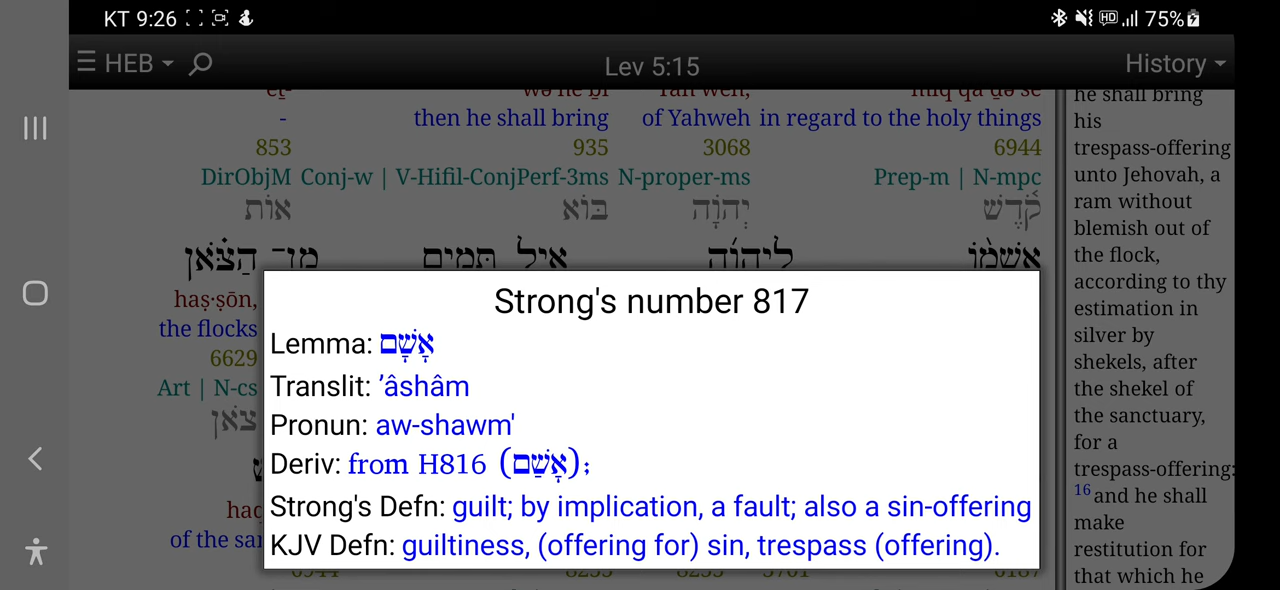 KT 9:26
75%
HEB
Lev 5:15
History
then he shall bring of Yahweh in regard to the holy things
853 935 3068 6944
DirObjM Conj-w | V-Hifil-ConjPerf-3ms N-proper-ms Prep-m | N-mpc
אוֹת בּוֹא יְהֹוָה קֹדֶשׁ
אֲשָׁמ֨וֹ לַֽיהוָ֜ה אַ֧יִל תָּמִ֣ים מִן־ הַצֹּ֗אן
haṣ·ṣōn,
the flocks
6629
Art | N-cs
צֹאן
Strong's number 817
Lemma: אָשָׁם
Translit: ʼâshâm
Pronun: aw-shawm'
Deriv: from H816 (אָשַׁם);
Strong's Defn: guilt; by implication, a fault; also a sin-offering
KJV Defn: guiltiness, (offering for) sin, trespass (offering).
of the
he shall bring
his
trespass-offering
unto Jehovah, a
ram without
blemish out of
the flock,
according to thy
estimation in
silver by
shekels, after
the shekel of
the sanctuary,
for a
trespass-offering:
16 and he shall
make
restitution for
that which he